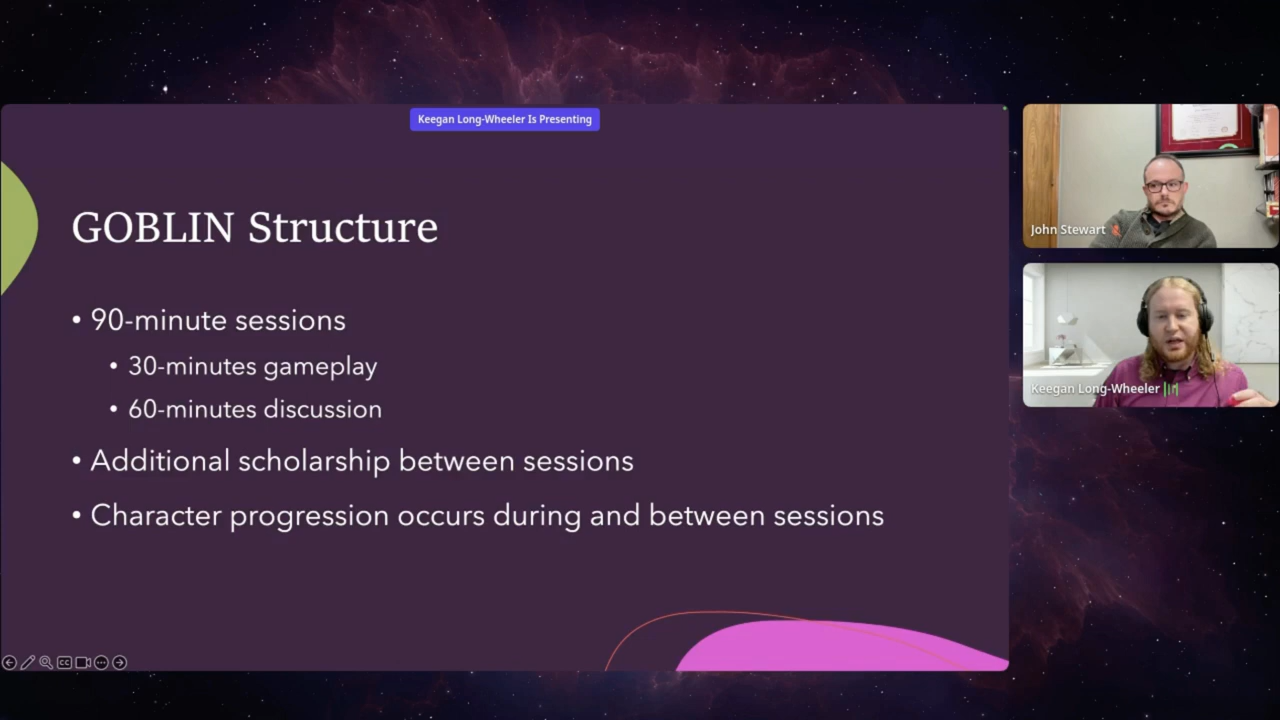 Keegan Long-Wheeler Is Presenting
GOBLIN Structure
• 90-minute sessions
• 30-minutes gameplay
• 60-minutes discussion
• Additional scholarship between sessions
• Character progression occurs during and between sessions
CC
John Stewart
Keegan Long-Wheeler